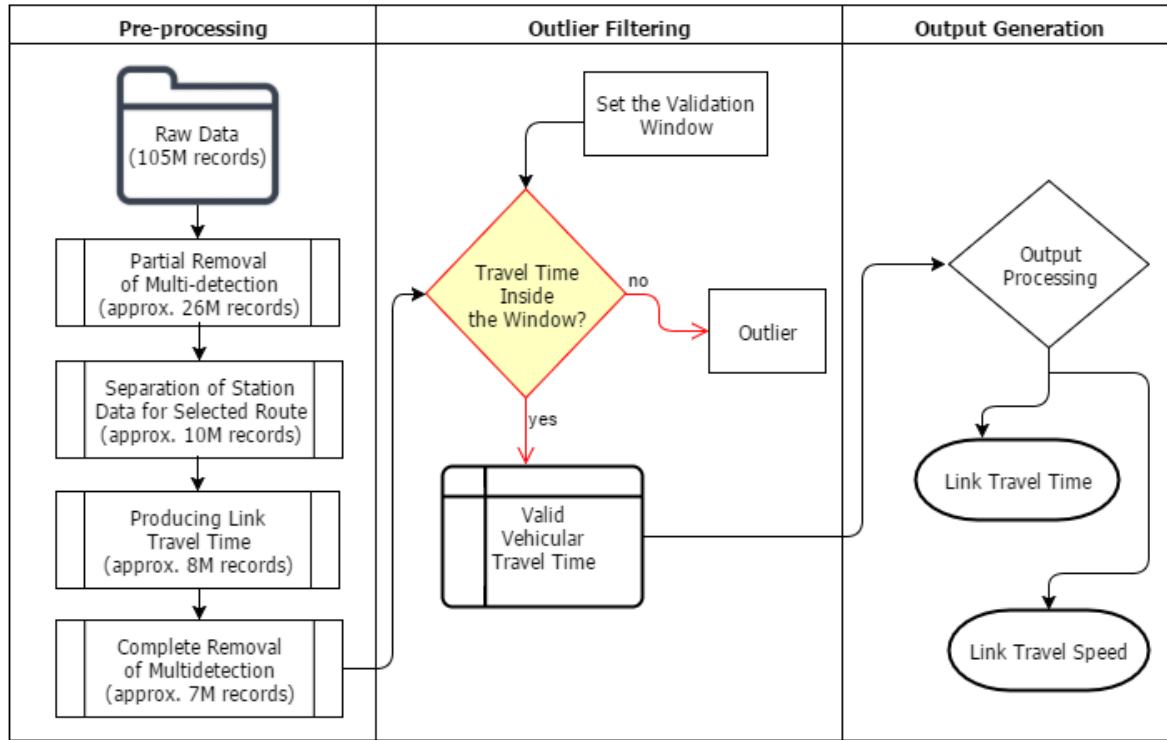 Pre-processing
Outlier Filtering
Output Generation
Raw Data
(105M records)
Partial Removal
of Multi-detection
(approx. 26M records)
Separation of Station
Data for Selected Route
(approx. 10M records)
Producing Link
Travel Time
(approx. 8M records)
Complete Removal
of Multidetection
(approx. 7M records)
Set the Validation
Window
Travel Time
Inside
the Window?
no
Outlier
yes
Valid
Vehicular
Travel Time
Output
Processing
Link Travel Time
Link Travel Speed